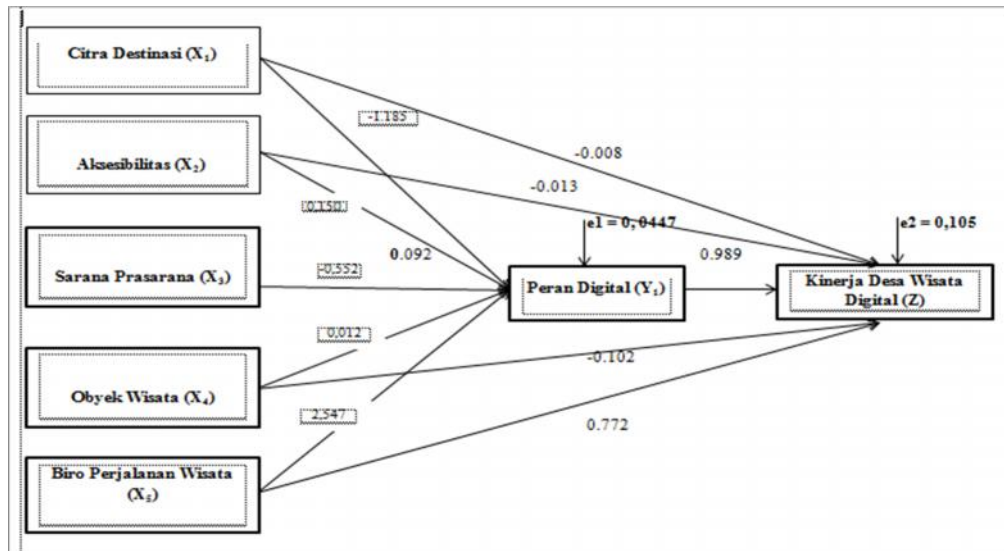 Citra Destinasi (X1)
-1.185
-0.008
Aksesibilitas (X2)
-0.013
0,150
e1 = 0,0447
e2 = 0,105
0.092
0.989
Sarana Prasarana (X3)
-0,552
Peran Digital (Y1)
Kinerja Desa Wisata
Digital (Z)
0,012
-0.102
Obyek Wisata (X4)
2,547
0.772
Biro Perjalanan Wisata
(X5)